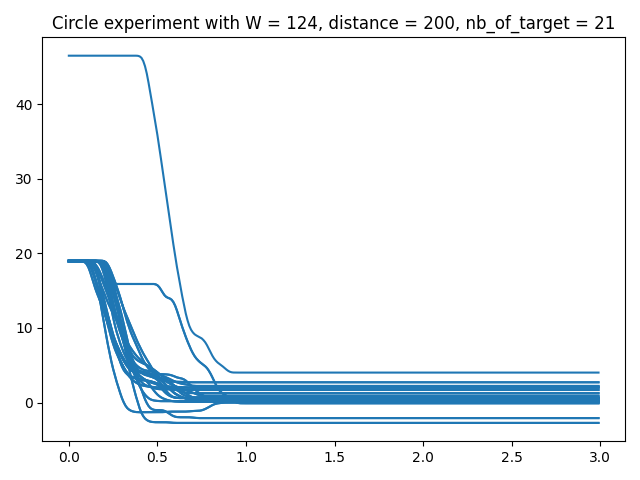 Circle experiment with W = 124, distance = 200, nb_of_target = 21
40
30
20
10
0
0.0 0.5 1.0 1.5 2.0 2.5 3.0